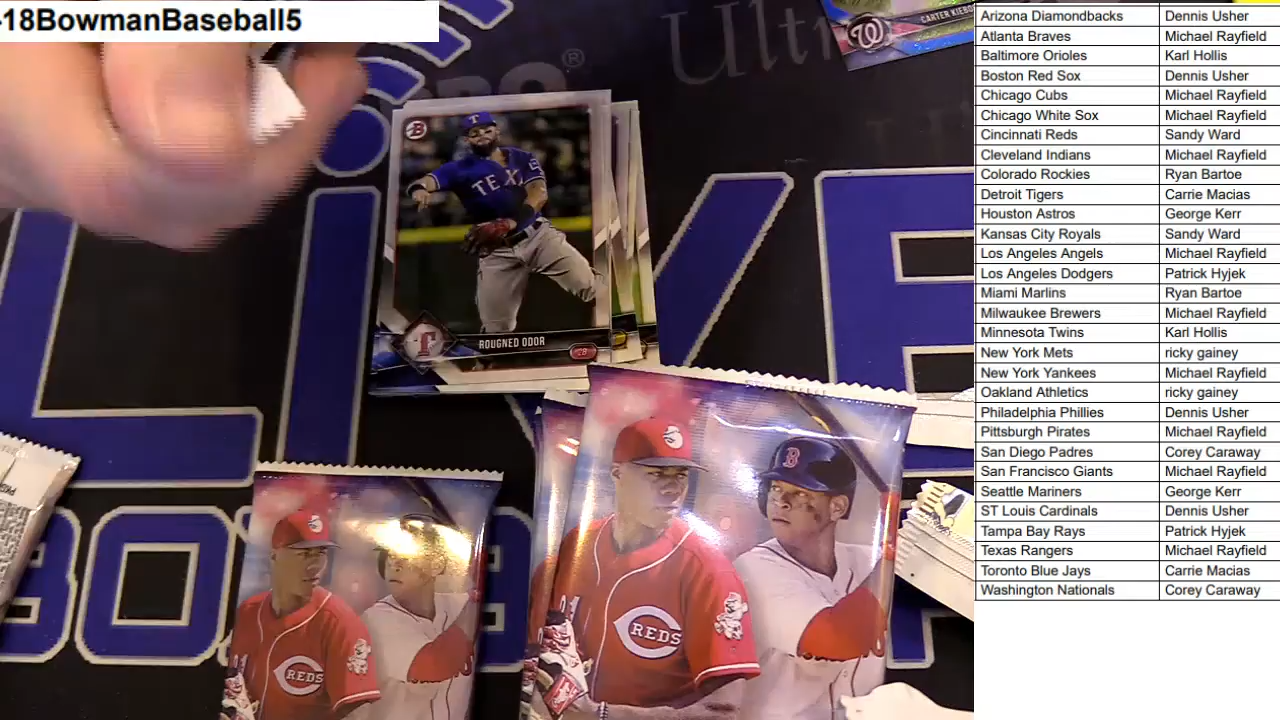 -18BowmanBaseball5
Ult
CARTER KIEBO
W
B
T
TEX
ROUGNED ODOR
REDS
B
REDS
LIVE
BO
Arizona Diamondbacks Dennis Usher
Atlanta Braves Michael Rayfield
Baltimore Orioles Karl Hollis
Boston Red Sox Dennis Usher
Chicago Cubs Michael Rayfield
Chicago White Sox Michael Rayfield
Cincinnati Reds Sandy Ward
Cleveland Indians Michael Rayfield
Colorado Rockies Ryan Bartoe
Detroit Tigers Carrie Macias
Houston Astros George Kerr
Kansas City Royals Sandy Ward
Los Angeles Angels Michael Rayfield
Los Angeles Dodgers Patrick Hyjek
Miami Marlins Ryan Bartoe
Milwaukee Brewers Michael Rayfield
Minnesota Twins Karl Hollis
New York Mets ricky gainey
New York Yankees Michael Rayfield
Oakland Athletics ricky gainey
Philadelphia Phillies Dennis Usher
Pittsburgh Pirates Michael Rayfield
San Diego Padres Corey Caraway
San Francisco Giants Michael Rayfield
Seattle Mariners George Kerr
ST Louis Cardinals Dennis Usher
Tampa Bay Rays Patrick Hyjek
Texas Rangers Michael Rayfield
Toronto Blue Jays Carrie Macias
Washington Nationals Corey Caraway